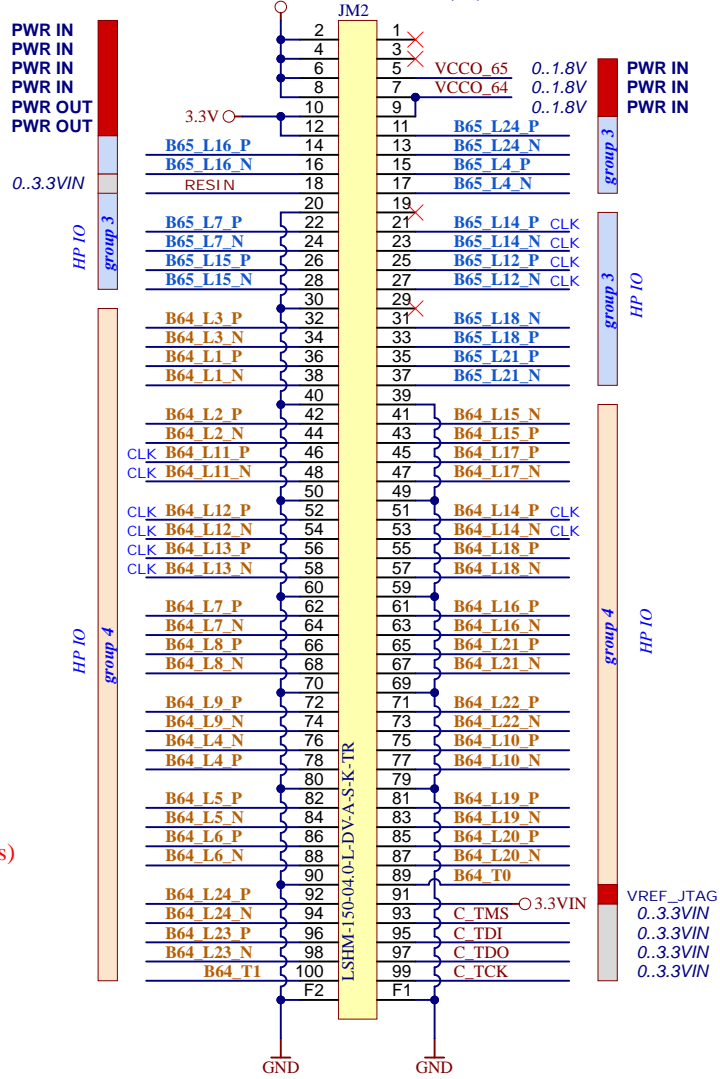 JM2
PWR IN 2 1
PWR IN 4 3
PWR IN 6 5 VCCO_65 0..1.8V PWR IN
PWR IN 8 7 VCCO_64 0..1.8V PWR IN
PWR OUT 3.3V 10 9 0..1.8V PWR IN
PWR OUT 12 11 B65_L24_P
B65_L16_P 14 13 B65_L24_N
B65_L16_N 16 15 B65_L4_P
0..3.3VIN RESIN 18 17 B65_L4_N
group 3
20 19
B65_L7_P 22 21 B65_L14_P CLK
B65_L7_N 24 23 B65_L14_N CLK
B65_L15_P 26 25 B65_L12_P CLK
B65_L15_N 28 27 B65_L12_N CLK
HP IO
group 3
30 29
B64_L3_P 32 31 B65_L18_N
B64_L3_N 34 33 B65_L18_P
B64_L1_P 36 35 B65_L21_P
B64_L1_N 38 37 B65_L21_N
group 3
HP IO
40 39
B64_L2_P 42 41 B64_L15_N
B64_L2_N 44 43 B64_L15_P
CLK B64_L11_P 46 45 B64_L17_P
CLK B64_L11_N 48 47 B64_L17_N
50 49
CLK B64_L12_P 52 51 B64_L14_P CLK
CLK B64_L12_N 54 53 B64_L14_N CLK
CLK B64_L13_P 56 55 B64_L18_P
CLK B64_L13_N 58 57 B64_L18_N
60 59
B64_L7_P 62 61 B64_L16_P
B64_L7_N 64 63 B64_L16_N
B64_L8_P 66 65 B64_L21_P
B64_L8_N 68 67 B64_L21_N
HP IO
group 4
group 4
HP IO
70 69
B64_L9_P 72 71 B64_L22_P
B64_L9_N 74 73 B64_L22_N
B64_L4_N 76 75 B64_L10_P
B64_L4_P 78 77 B64_L10_N
80 79
B64_L5_P 82 81 B64_L19_P
B64_L5_N 84 83 B64_L19_N
B64_L6_P 86 85 B64_L20_P
B64_L6_N 88 87 B64_L20_N
90 89 B64_T0
B64_L24_P 92 91 3.3VIN VREF_JTAG
B64_L24_N 94 93 C_TMS 0..3.3VIN
B64_L23_P 96 95 C_TDI 0..3.3VIN
B64_L23_N 98 97 C_TDO 0..3.3VIN
B64_T1 100 99 C_TCK 0..3.3VIN
F2 F1
LSHM-150-04.0-L-DV-A-S-K-TR
s)
GND GND